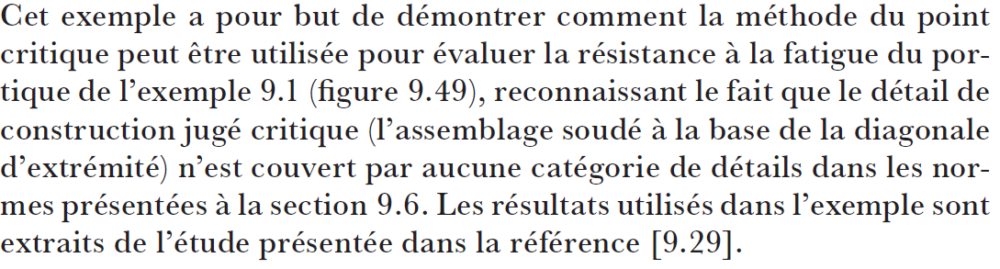 Cet exemple a pour but de démontrer comment la méthode du point
critique peut être utilisée pour évaluer la résistance à la fatigue du por-
tique de l’exemple 9.1 (figure 9.49), reconnaissant le fait que le détail de
construction jugé critique (l’assemblage soudé à la base de la diagonale
d’extrémité) n’est couvert par aucune catégorie de détails dans les nor-
mes présentées à la section 9.6. Les résultats utilisés dans l’exemple sont
extraits de l’étude présentée dans la référence [9.29].